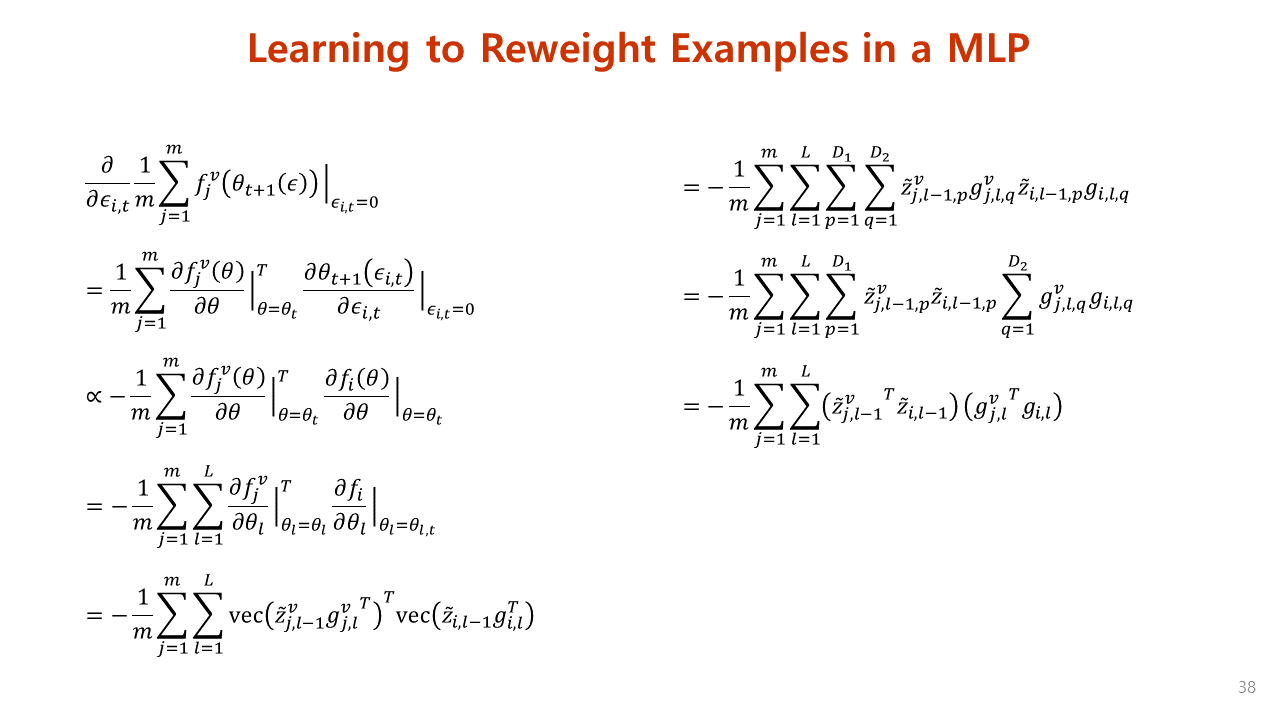 Learning to Reweight Examples in a MLP
$\frac{\partial}{\partial \epsilon_{i,t}} \frac{1}{m} \sum_{j=1}^{m} f_j^v \left( \theta_{t+1}(\epsilon) \right) \Big|_{\epsilon_{i,t}=0}$
$= \frac{1}{m} \sum_{j=1}^{m} \frac{\partial f_j^v(\theta)}{\partial \theta} \Big|_{\theta=\theta_t}^{T} \frac{\partial \theta_{t+1}(\epsilon_{i,t})}{\partial \epsilon_{i,t}} \Big|_{\epsilon_{i,t}=0}$
$\propto - \frac{1}{m} \sum_{j=1}^{m} \frac{\partial f_j^v(\theta)}{\partial \theta} \Big|_{\theta=\theta_t}^{T} \frac{\partial f_i(\theta)}{\partial \theta} \Big|_{\theta=\theta_t}$
$= - \frac{1}{m} \sum_{j=1}^{m} \sum_{l=1}^{L} \frac{\partial f_j^v}{\partial \theta_l} \Big|_{\theta_l=\theta_l}^{T} \frac{\partial f_i}{\partial \theta_l} \Big|_{\theta_l=\theta_{l,t}}$
$= - \frac{1}{m} \sum_{j=1}^{m} \sum_{l=1}^{L} \text{vec} \left( \tilde{z}_{j,l-1}^v {g_{j,l}^v}^T \right)^T \text{vec} \left( \tilde{z}_{i,l-1} g_{i,l}^T \right)$
$= - \frac{1}{m} \sum_{j=1}^{m} \sum_{l=1}^{L} \sum_{p=1}^{D_1} \sum_{q=1}^{D_2} \tilde{z}_{j,l-1,p}^v g_{j,l,q}^v \tilde{z}_{i,l-1,p} g_{i,l,q}$
$= - \frac{1}{m} \sum_{j=1}^{m} \sum_{l=1}^{L} \sum_{p=1}^{D_1} \tilde{z}_{j,l-1,p}^v \tilde{z}_{i,l-1,p} \sum_{q=1}^{D_2} g_{j,l,q}^v g_{i,l,q}$
$= - \frac{1}{m} \sum_{j=1}^{m} \sum_{l=1}^{L} \left( {\tilde{z}_{j,l-1}^v}^T \tilde{z}_{i,l-1} \right) \left( {g_{j,l}^v}^T g_{i,l} \right)$
38